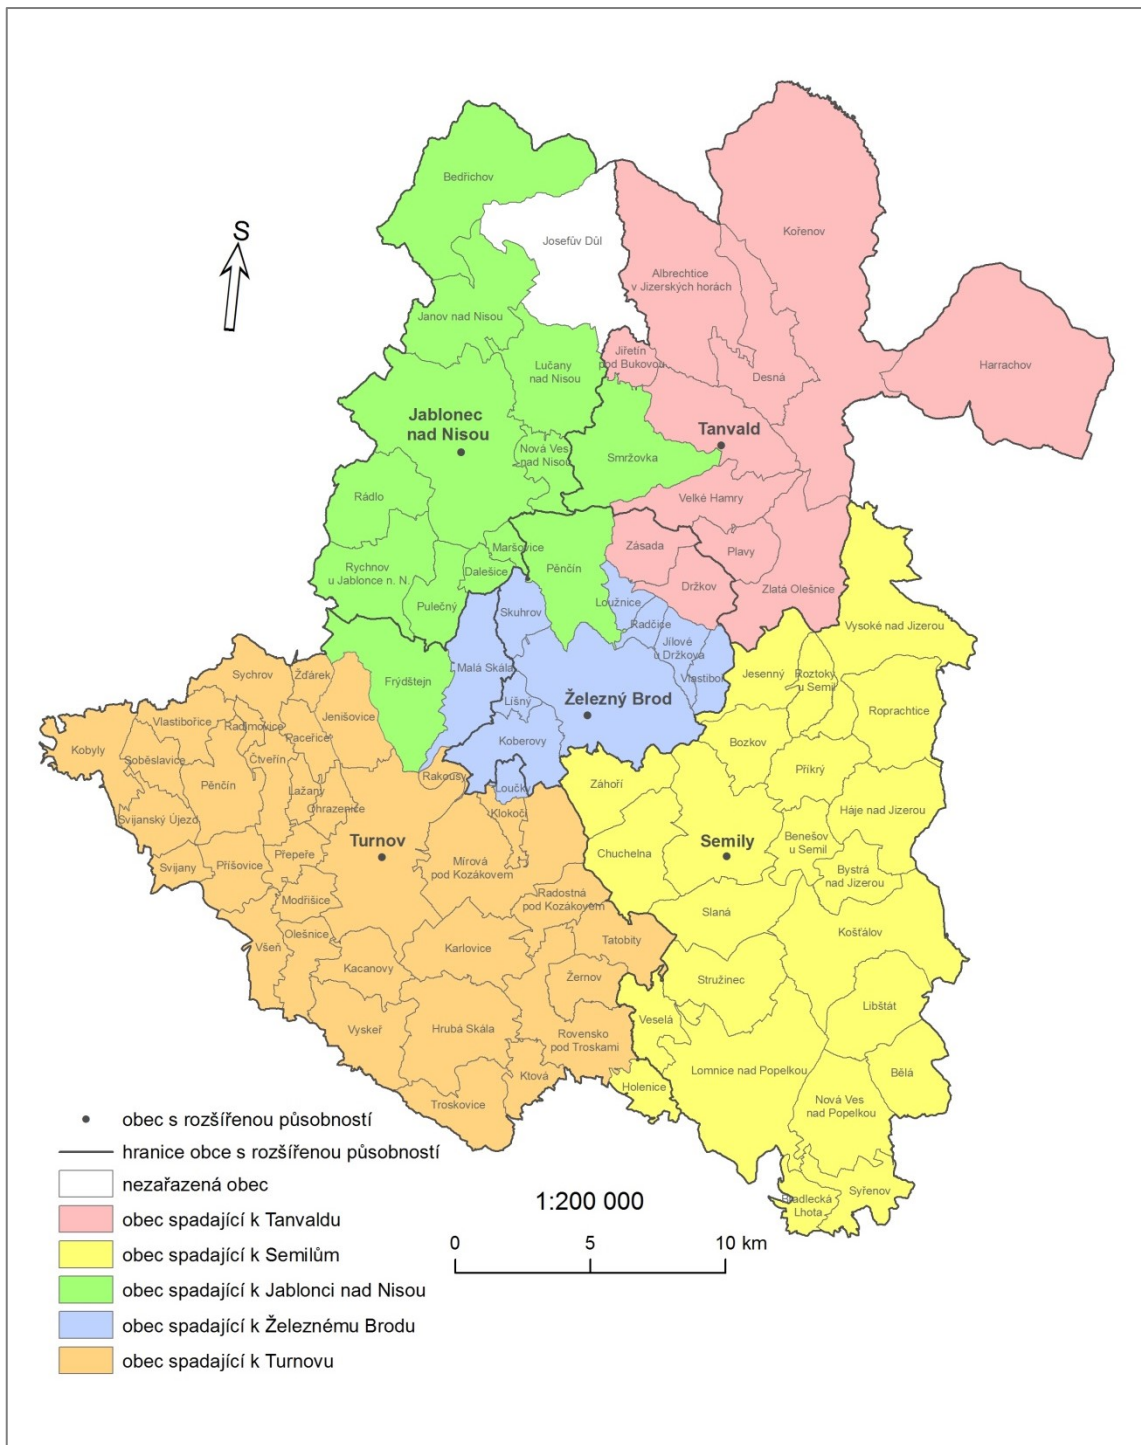 Bedřichov
S
Josefův Důl
Kořenov
Albrechtice
v Jizerských horách
Janov nad Nisou
Jiřetín
pod Bukovou
Lučany
nad Nisou
Desná
Harrachov
Jablonec
nad Nisou
Tanvald
Nová Ves
nad Nisou
Smržovka
Rádlo
Velké Hamry
Maršovice
Zásada
Plavy
Pěnčín
Rychnov
u Jablonce n. N.
Dalešice
Držkov
Zlatá Olešnice
Pulečný
Skuhrov
Loužnice
Radčice
Vysoké nad Jizerou
Jílové
u Držkova
Malá Skála
Vlastiboř
Jesenný
Roztoky
u Semil
Sychrov
Žďárek
Frýdštejn
Líšný
Železný Brod
Roprachtice
Jenišovice
Vlastibořice
Radimovice
Paceřice
Koberovy
Bozkov
Kobyly
Soběslavice
Čtveřín
Příkrý
Pěnčín
Rakousy
Loučky
Záhoří
Lažany
Ohrazenice
Háje nad Jizerou
Svijanský Újezd
Klokočí
Turnov
Semily
Benešov
u Semil
Přepeře
Mírová
pod Kozákovem
Chuchelna
Svijany
Příšovice
Bystrá
nad Jizerou
Modřišice
Radostná
pod Kozákovem
Slaná
Olešnice
Košťálov
Všeň
Karlovice
Tatobity
Kacanovy
Žernov
Stružinec
Libštát
Vyskeř
Hrubá Skála
Veselá
Rovensko
pod Troskami
Lomnice nad Popelkou
Bělá
Ktová
Holenice
Nová Ves
nad Popelkou
Troskovice
Syřenov
Bradlecká
Lhota
obec s rozšířenou působností
hranice obce s rozšířenou působností
nezařazená obec
obec spadající k Tanvaldu
obec spadající k Semilům
obec spadající k Jablonci nad Nisou
obec spadající k Železnému Brodu
obec spadající k Turnovu
1:200 000
0 5 10 km